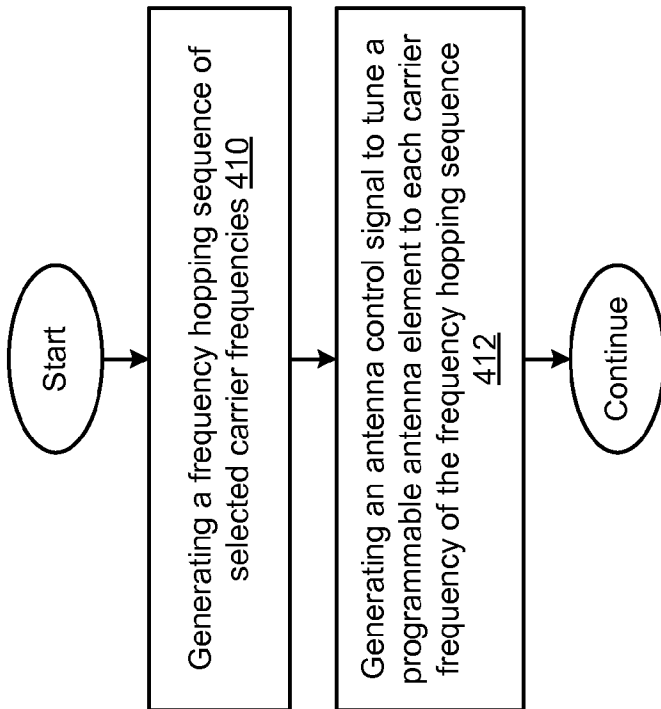 Start
Generating a frequency hopping sequence of
selected carrier frequencies 410
Generating an antenna control signal to tune a
programmable antenna element to each carrier
frequency of the frequency hopping sequence
412
Continue